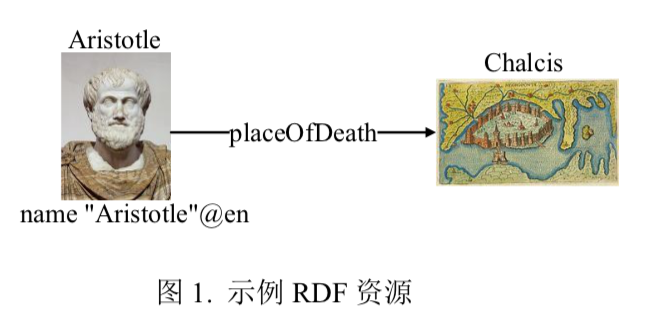 Aristotle
Chalcis
placeOfDeath
name "Aristotle"@en
图 1. 示例 RDF 资源